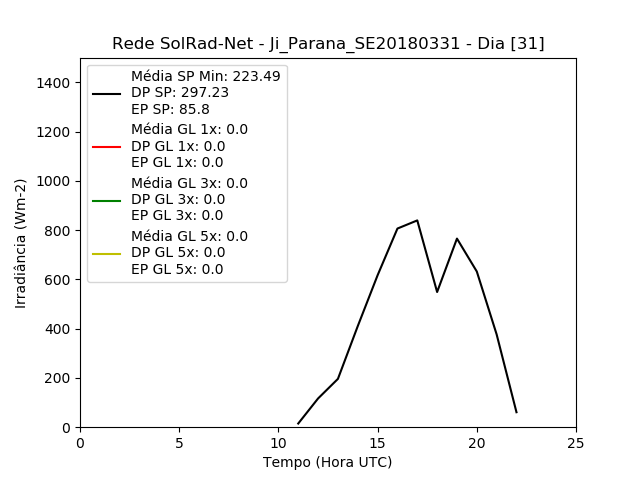 Rede SolRad-Net - Ji_Parana_SE20180331 - Dia [31]
Média SP Min: 223.49
DP SP: 297.23
EP SP: 85.8
Média GL 1x: 0.0
DP GL 1x: 0.0
EP GL 1x: 0.0
Média GL 3x: 0.0
DP GL 3x: 0.0
EP GL 3x: 0.0
Média GL 5x: 0.0
DP GL 5x: 0.0
EP GL 5x: 0.0
Irradiância (Wm-2)
1400
1200
1000
800
600
400
200
0
0 5 10 15 20 25
Tempo (Hora UTC)